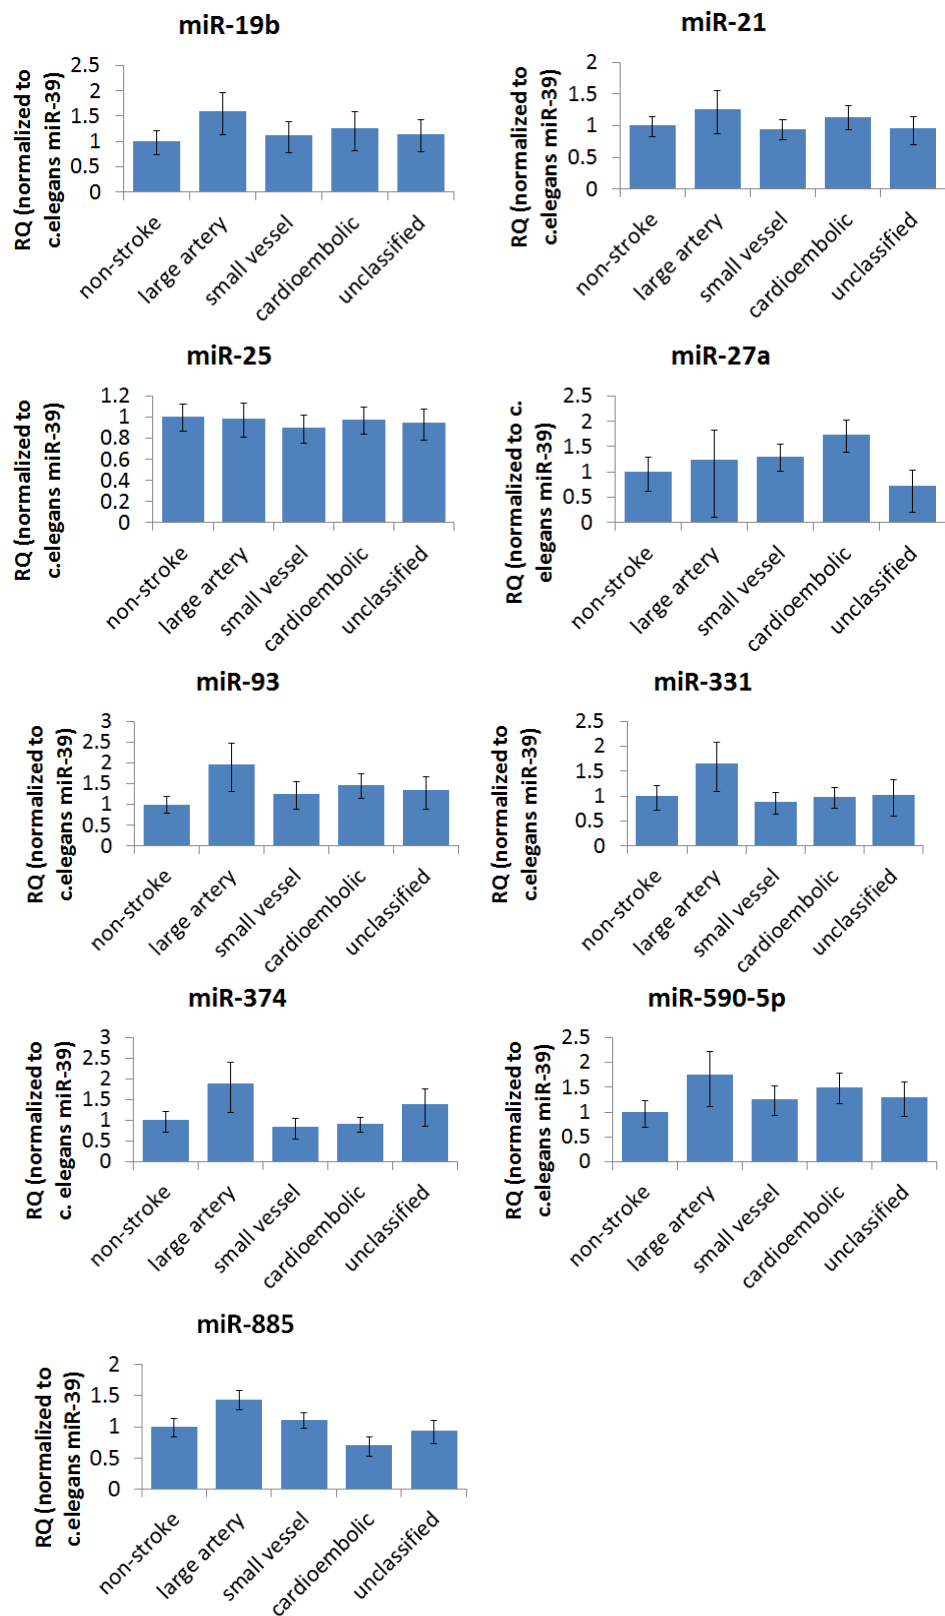 miR-19b
RQ (normalized to
c.elegans miR-39)
2.5
2
1.5
1
0.5
0
non-stroke
large artery
small vessel
cardioembolic
unclassified
miR-21
RQ (normalized to
c.elegans miR-39)
2
1.5
1
0.5
0
non-stroke
large artery
small vessel
cardioembolic
unclassified
miR-25
RQ (normalized to
c.elegans miR-39)
1.2
1
0.8
0.6
0.4
0.2
0
non-stroke
large artery
small vessel
cardioembolic
unclassified
miR-27a
RQ (normalized to c.
elegans miR-39)
2.5
2
1.5
1
0.5
0
non-stroke
large artery
small vessel
cardioembolic
unclassified
miR-93
RQ (normalized to
c.elegans miR-39)
3
2.5
2
1.5
1
0.5
0
non-stroke
large artery
small vessel
cardioembolic
unclassified
miR-331
RQ (normalized to
c.elegans miR-39)
2.5
2
1.5
1
0.5
0
non-stroke
large artery
small vessel
cardioembolic
unclassified
miR-374
RQ (normalized to
c. elegans miR-39)
3
2.5
2
1.5
1
0.5
0
non-stroke
large artery
small vessel
cardioembolic
unclassified
miR-590-5p
RQ (normalized to
c.elegans miR-39)
2.5
2
1.5
1
0.5
0
non-stroke
large artery
small vessel
cardioembolic
unclassified
miR-885
RQ (normalized to
c.elegans miR-39)
2
1.5
1
0.5
0
non-stroke
large artery
small vessel
cardioembolic
unclassified